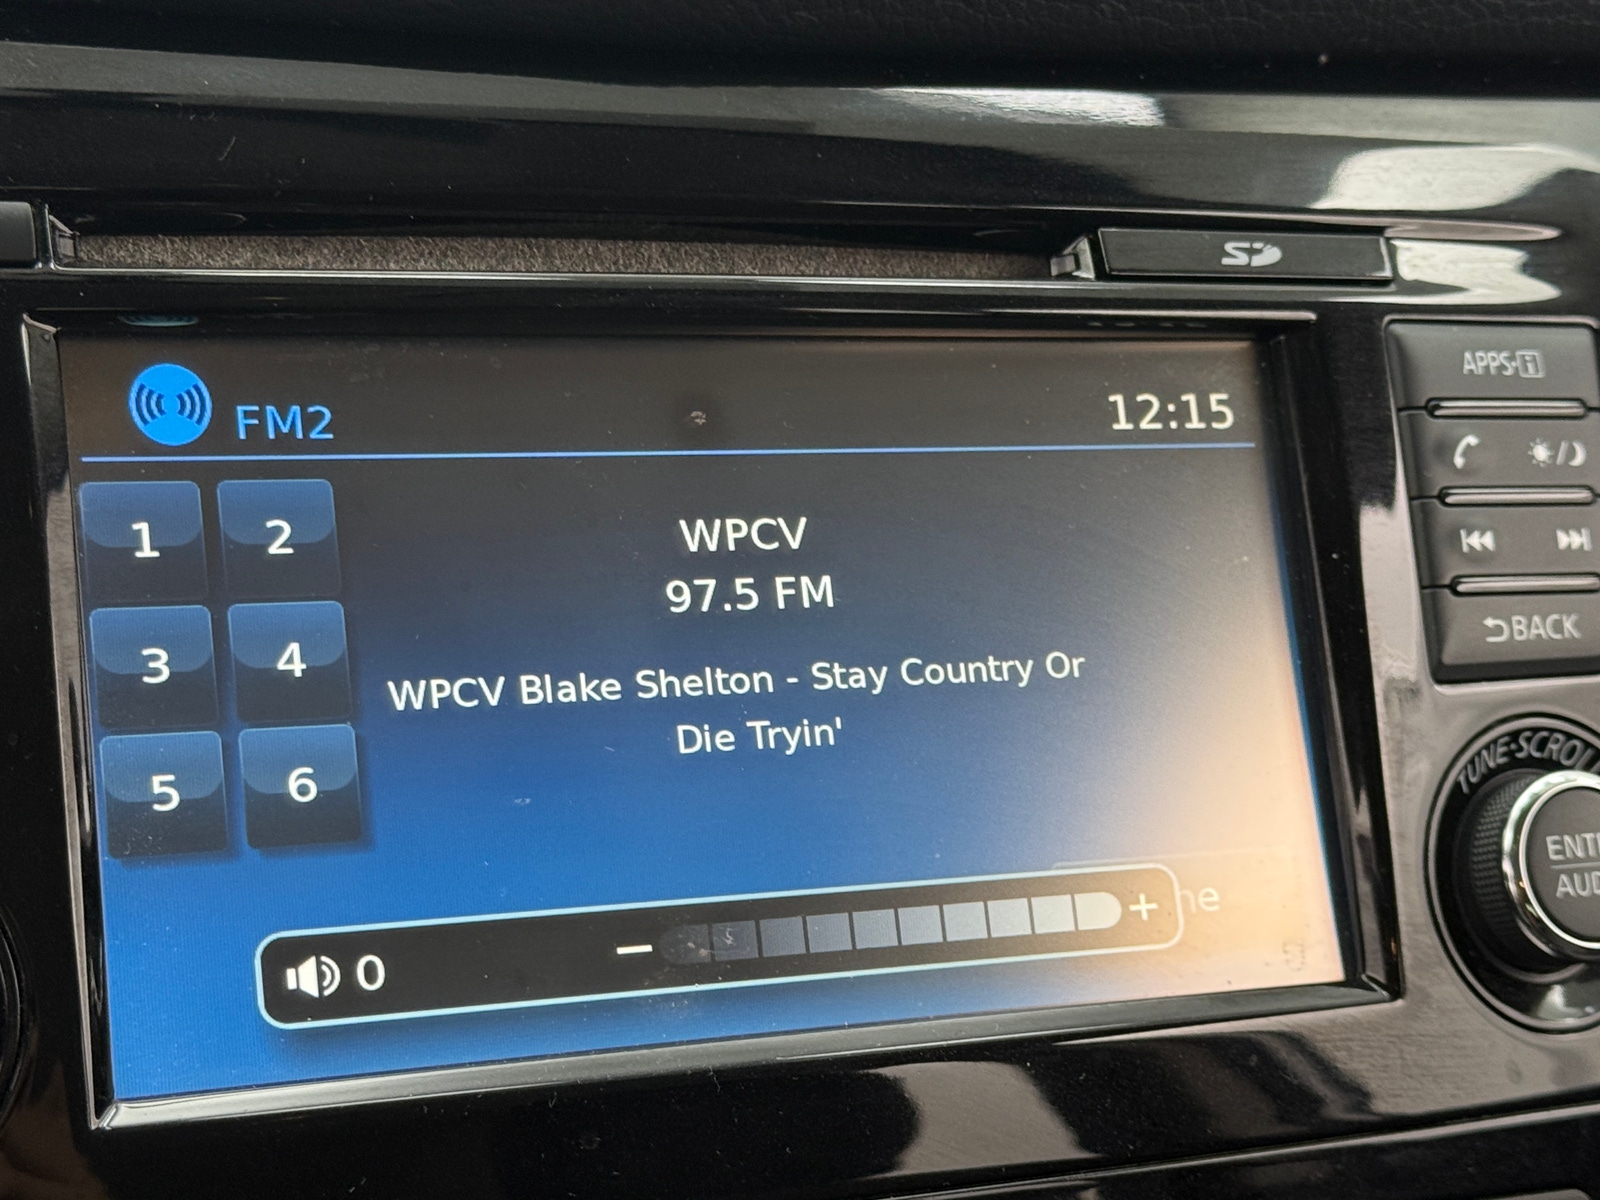 SD
APPS·i
FM2
12:15
1 2
WPCV
97.5 FM
BACK
3 4
WPCV Blake Shelton - Stay Country Or
Die Tryin'
5 6
TUNE·SCROLL
0
− +